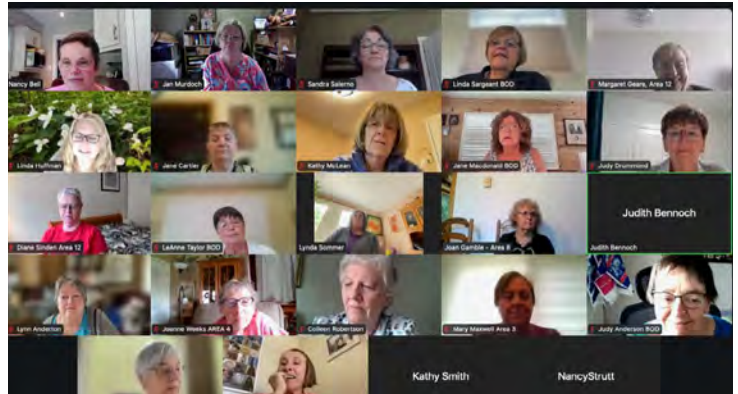 Nancy Bell
Jan Murdoch
Sandra Salerno
Linda Sargeant BOD
Margaret Gears, Area 12
Linda Huffman
Jane Cartier
Kathy McLean
Jane Macdonald BOD
Judy Drummond
Diane Sinden Area 12
LeAnne Taylor BOD
Lynda Sommer
Joan Gamble - Area 8
Judith Bennoch
Judith Bennoch
Lynn Anderton
Joanne Weeks AREA 4
Colleen Robertson
Mary Maxwell Area 3
Judy Anderson BOD
Kathy Smith
NancyStrutt